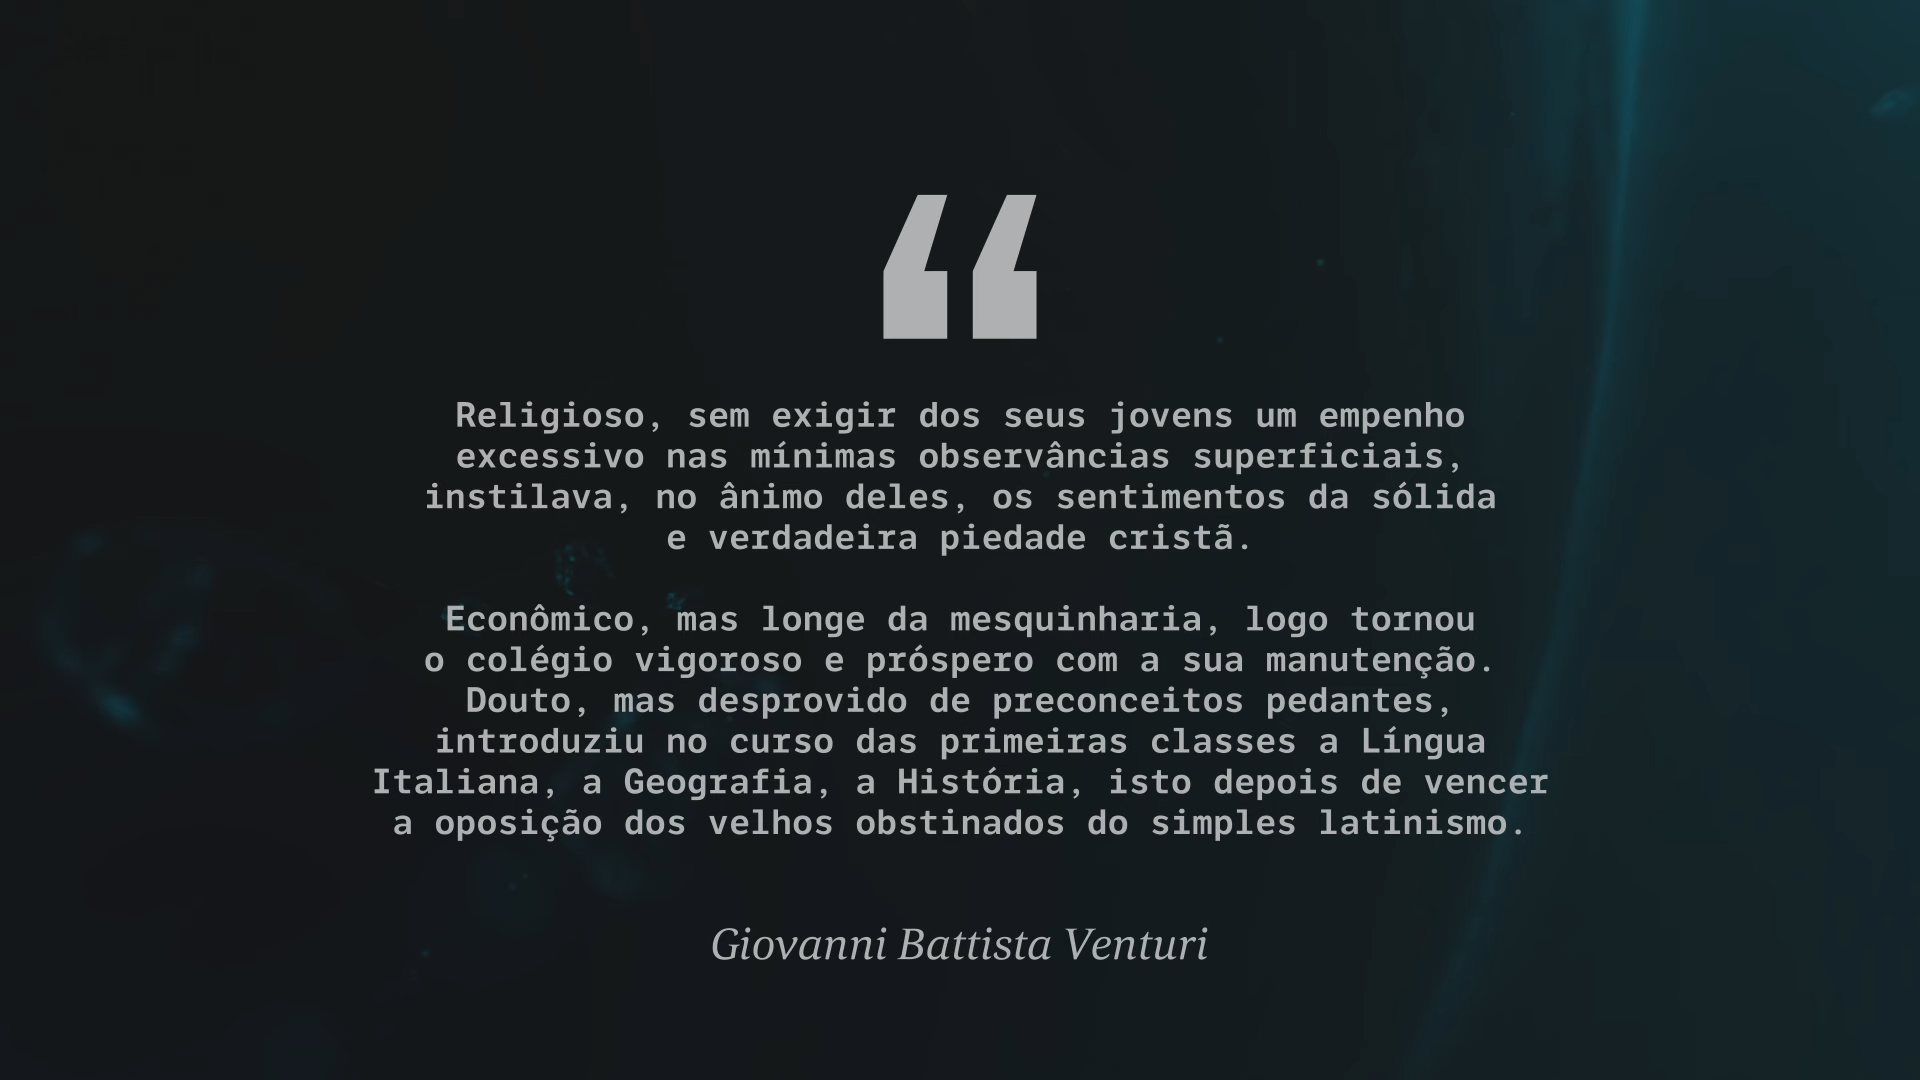 “
Religioso, sem exigir dos seus jovens um empenho
excessivo nas mínimas observâncias superficiais,
instilava, no ânimo deles, os sentimentos da sólida
e verdadeira piedade cristã.
Econômico, mas longe da mesquinharia, logo tornou
o colégio vigoroso e próspero com a sua manutenção.
Douto, mas desprovido de preconceitos pedantes,
introduziu no curso das primeiras classes a Língua
Italiana, a Geografia, a História, isto depois de vencer
a oposição dos velhos obstinados do simples latinismo.
Giovanni Battista Venturi